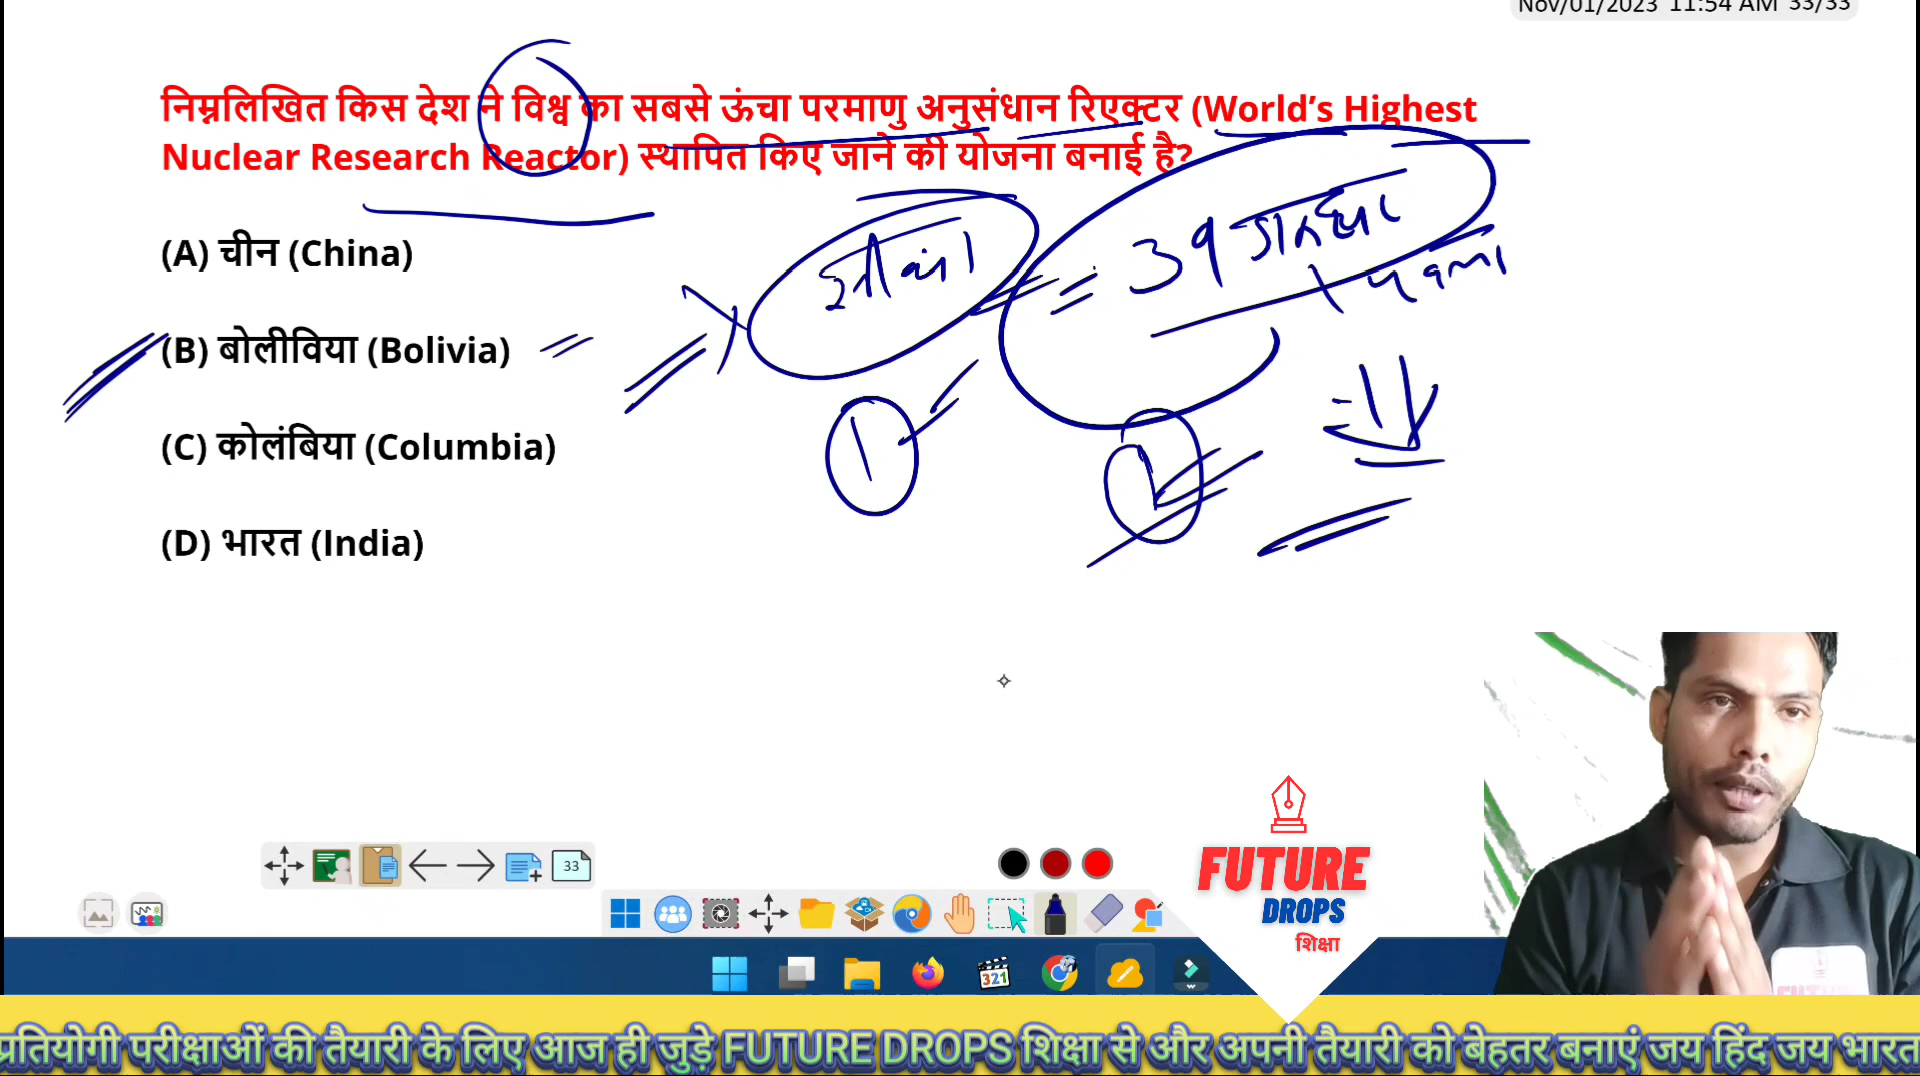 Nov/01/2023 11:54 AM 33/33
निम्नलिखित किस देश ने विश्व का सबसे ऊंचा परमाणु अनुसंधान रिएक्टर (World’s Highest
Nuclear Research Reactor) स्थापित किए जाने की योजना बनाई है?
(A) चीन (China)
(B) बोलीविया (Bolivia)
(C) कोलंबिया (Columbia)
(D) भारत (India)
33
FUTURE
DROPS
शिक्षा
321
प्रतियोगी परीक्षाओं की तैयारी के लिए आज ही जुड़े FUTURE DROPS शिक्षा से और अपनी तैयारी को बेहतर बनाएं जय हिंद जय भारत